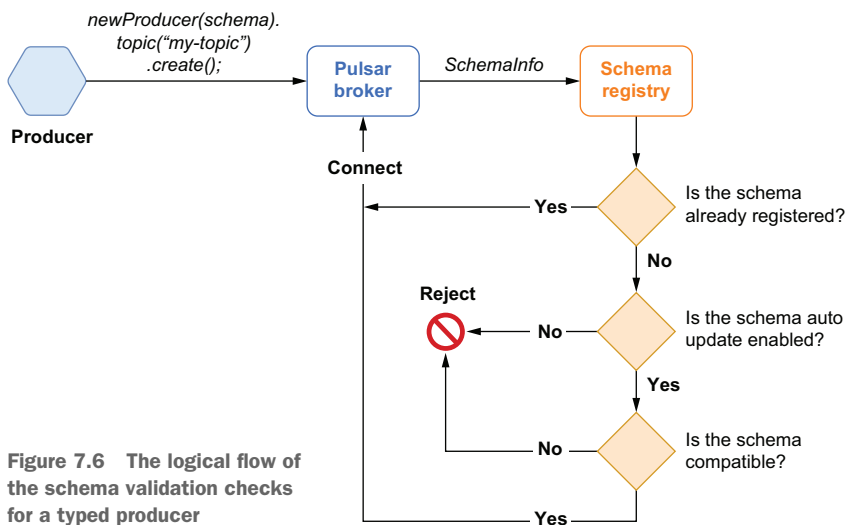 newProducer(schema).
topic(“my-topic”)
.create();
Producer
Pulsar
broker
SchemaInfo
Schema
registry
Connect
Yes
Is the schema
already registered?
No
Reject
No
Is the schema auto
update enabled?
Yes
No
Is the schema
compatible?
Yes
Figure 7.6 The logical flow of
the schema validation checks
for a typed producer